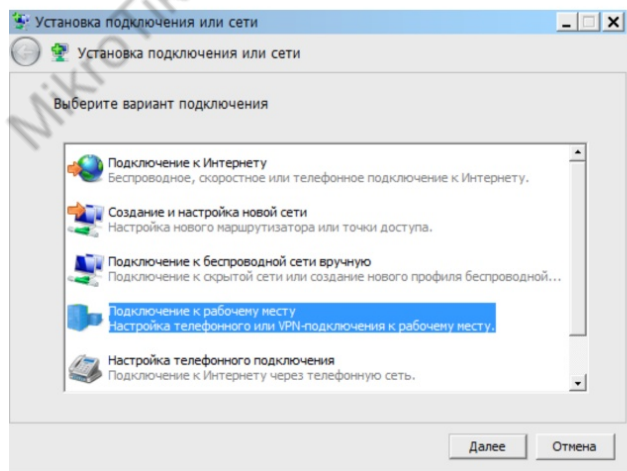 Установка подключения или сети
Установка подключения или сети
Выберите вариант подключения
Подключение к Интернету
Беспроводное, скоростное или телефонное подключение к Интернету.
Создание и настройка новой сети
Настройка нового маршрутизатора или точки доступа.
Подключение к беспроводной сети вручную
Подключение к скрытой сети или создание нового профиля беспроводной...
Подключение к рабочему месту
Настройка телефонного или VPN-подключения к рабочему месту.
Настройка телефонного подключения
Подключение к Интернету через телефонную сеть.
Далее
Отмена